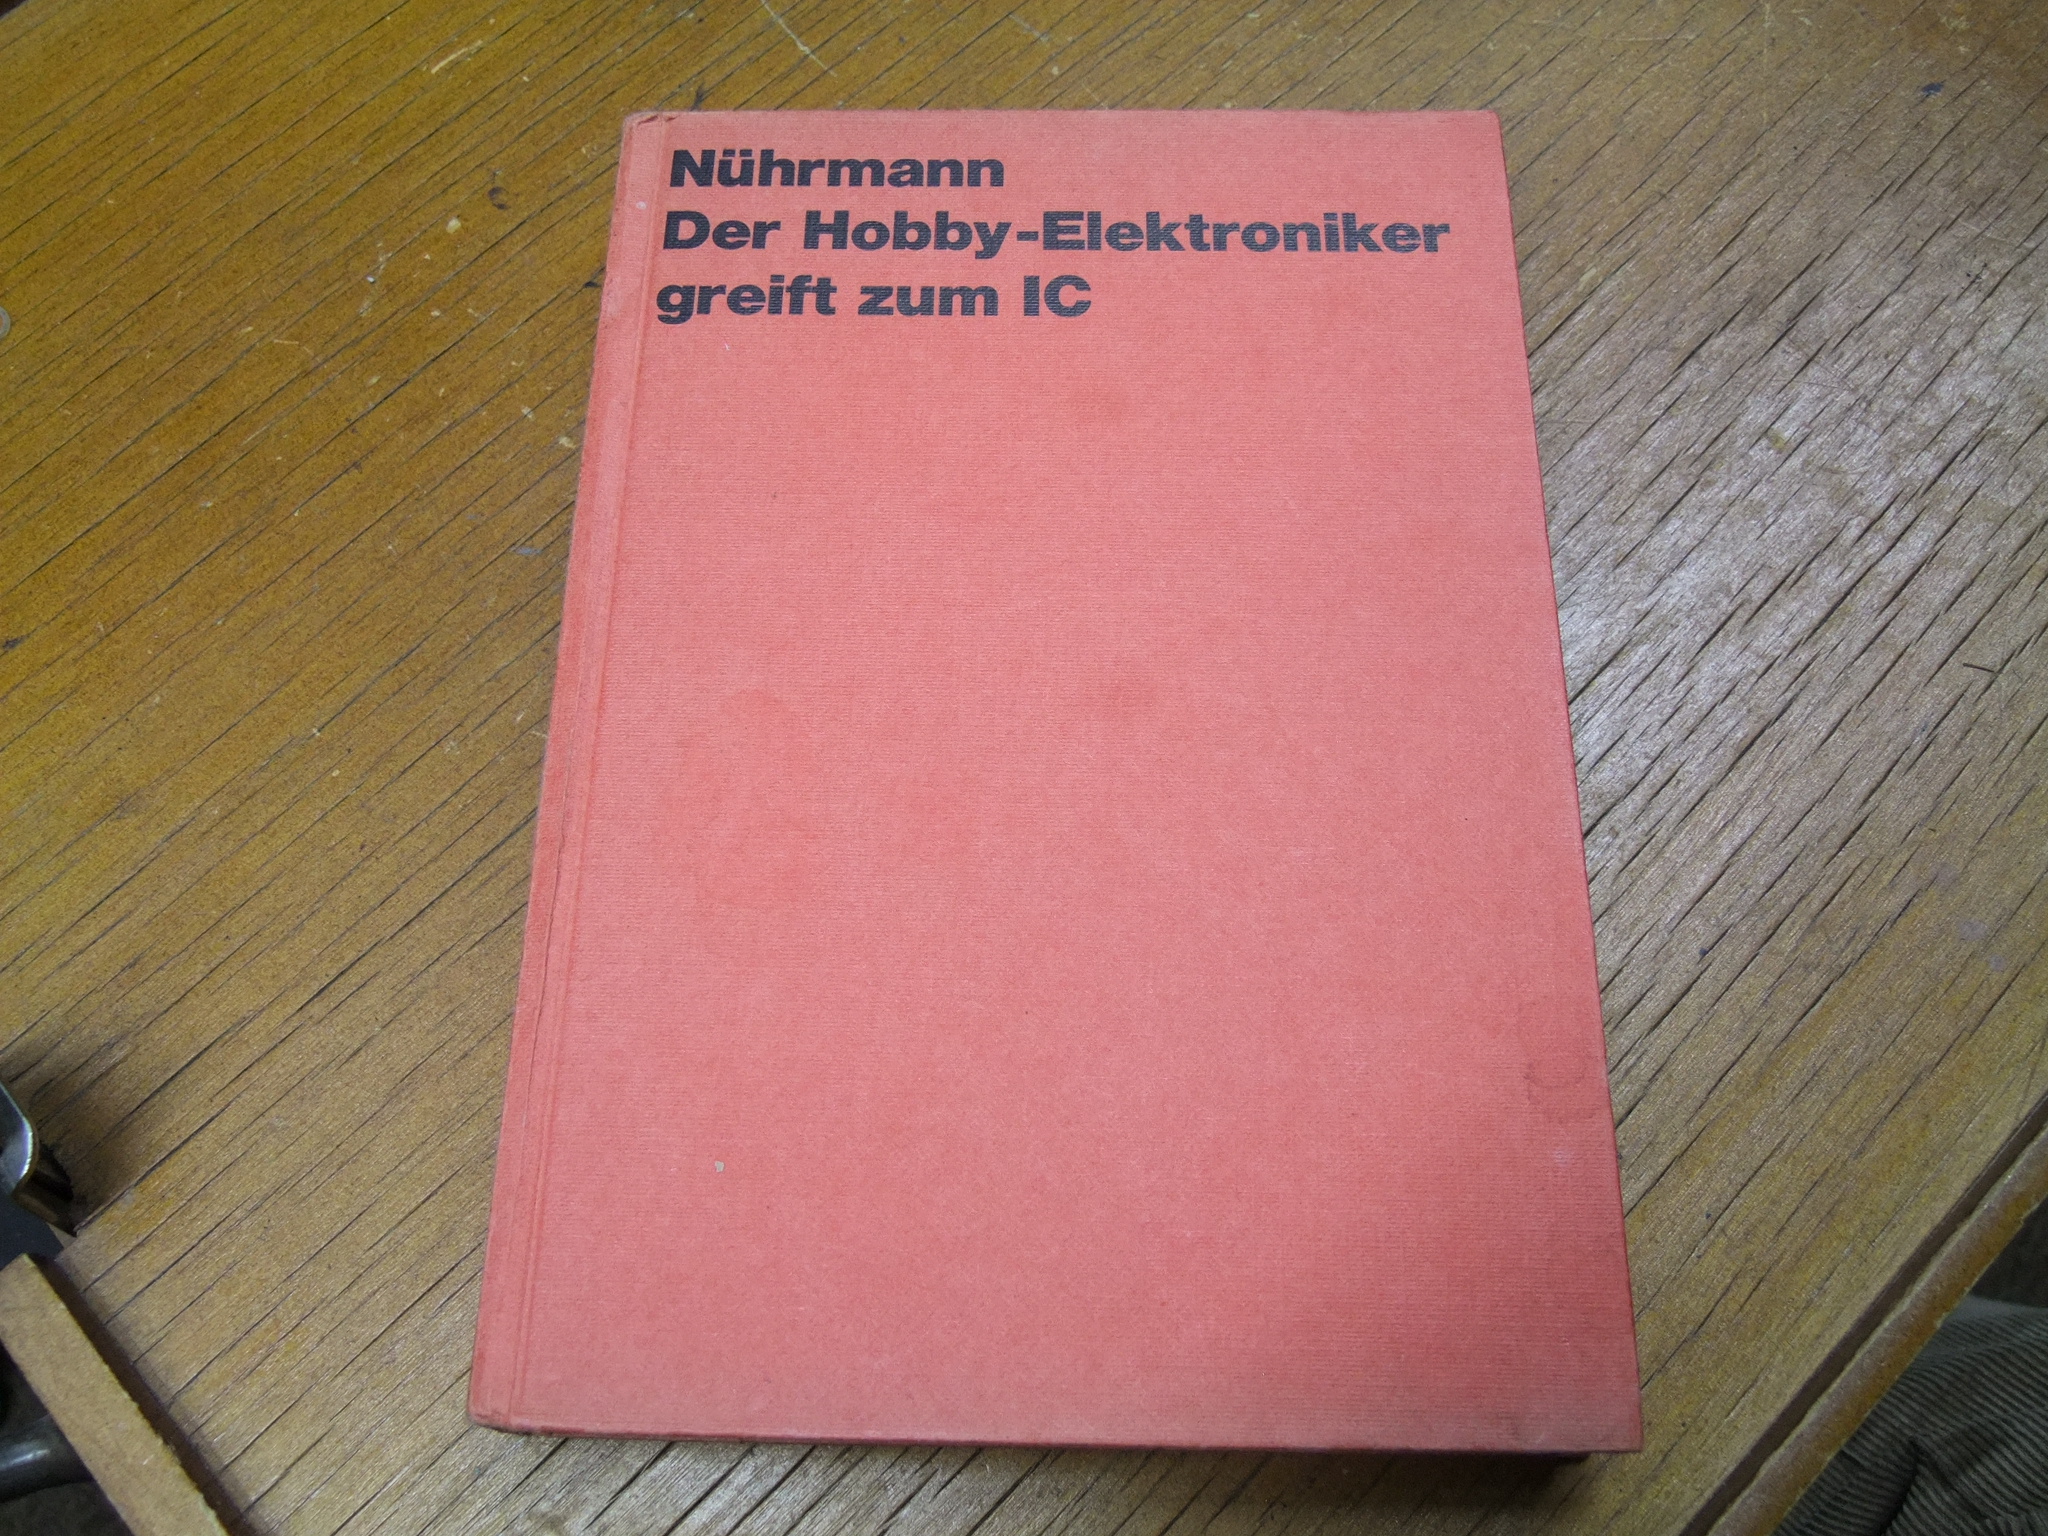 Nührmann
Der Hobby-Elektroniker
greift zum IC